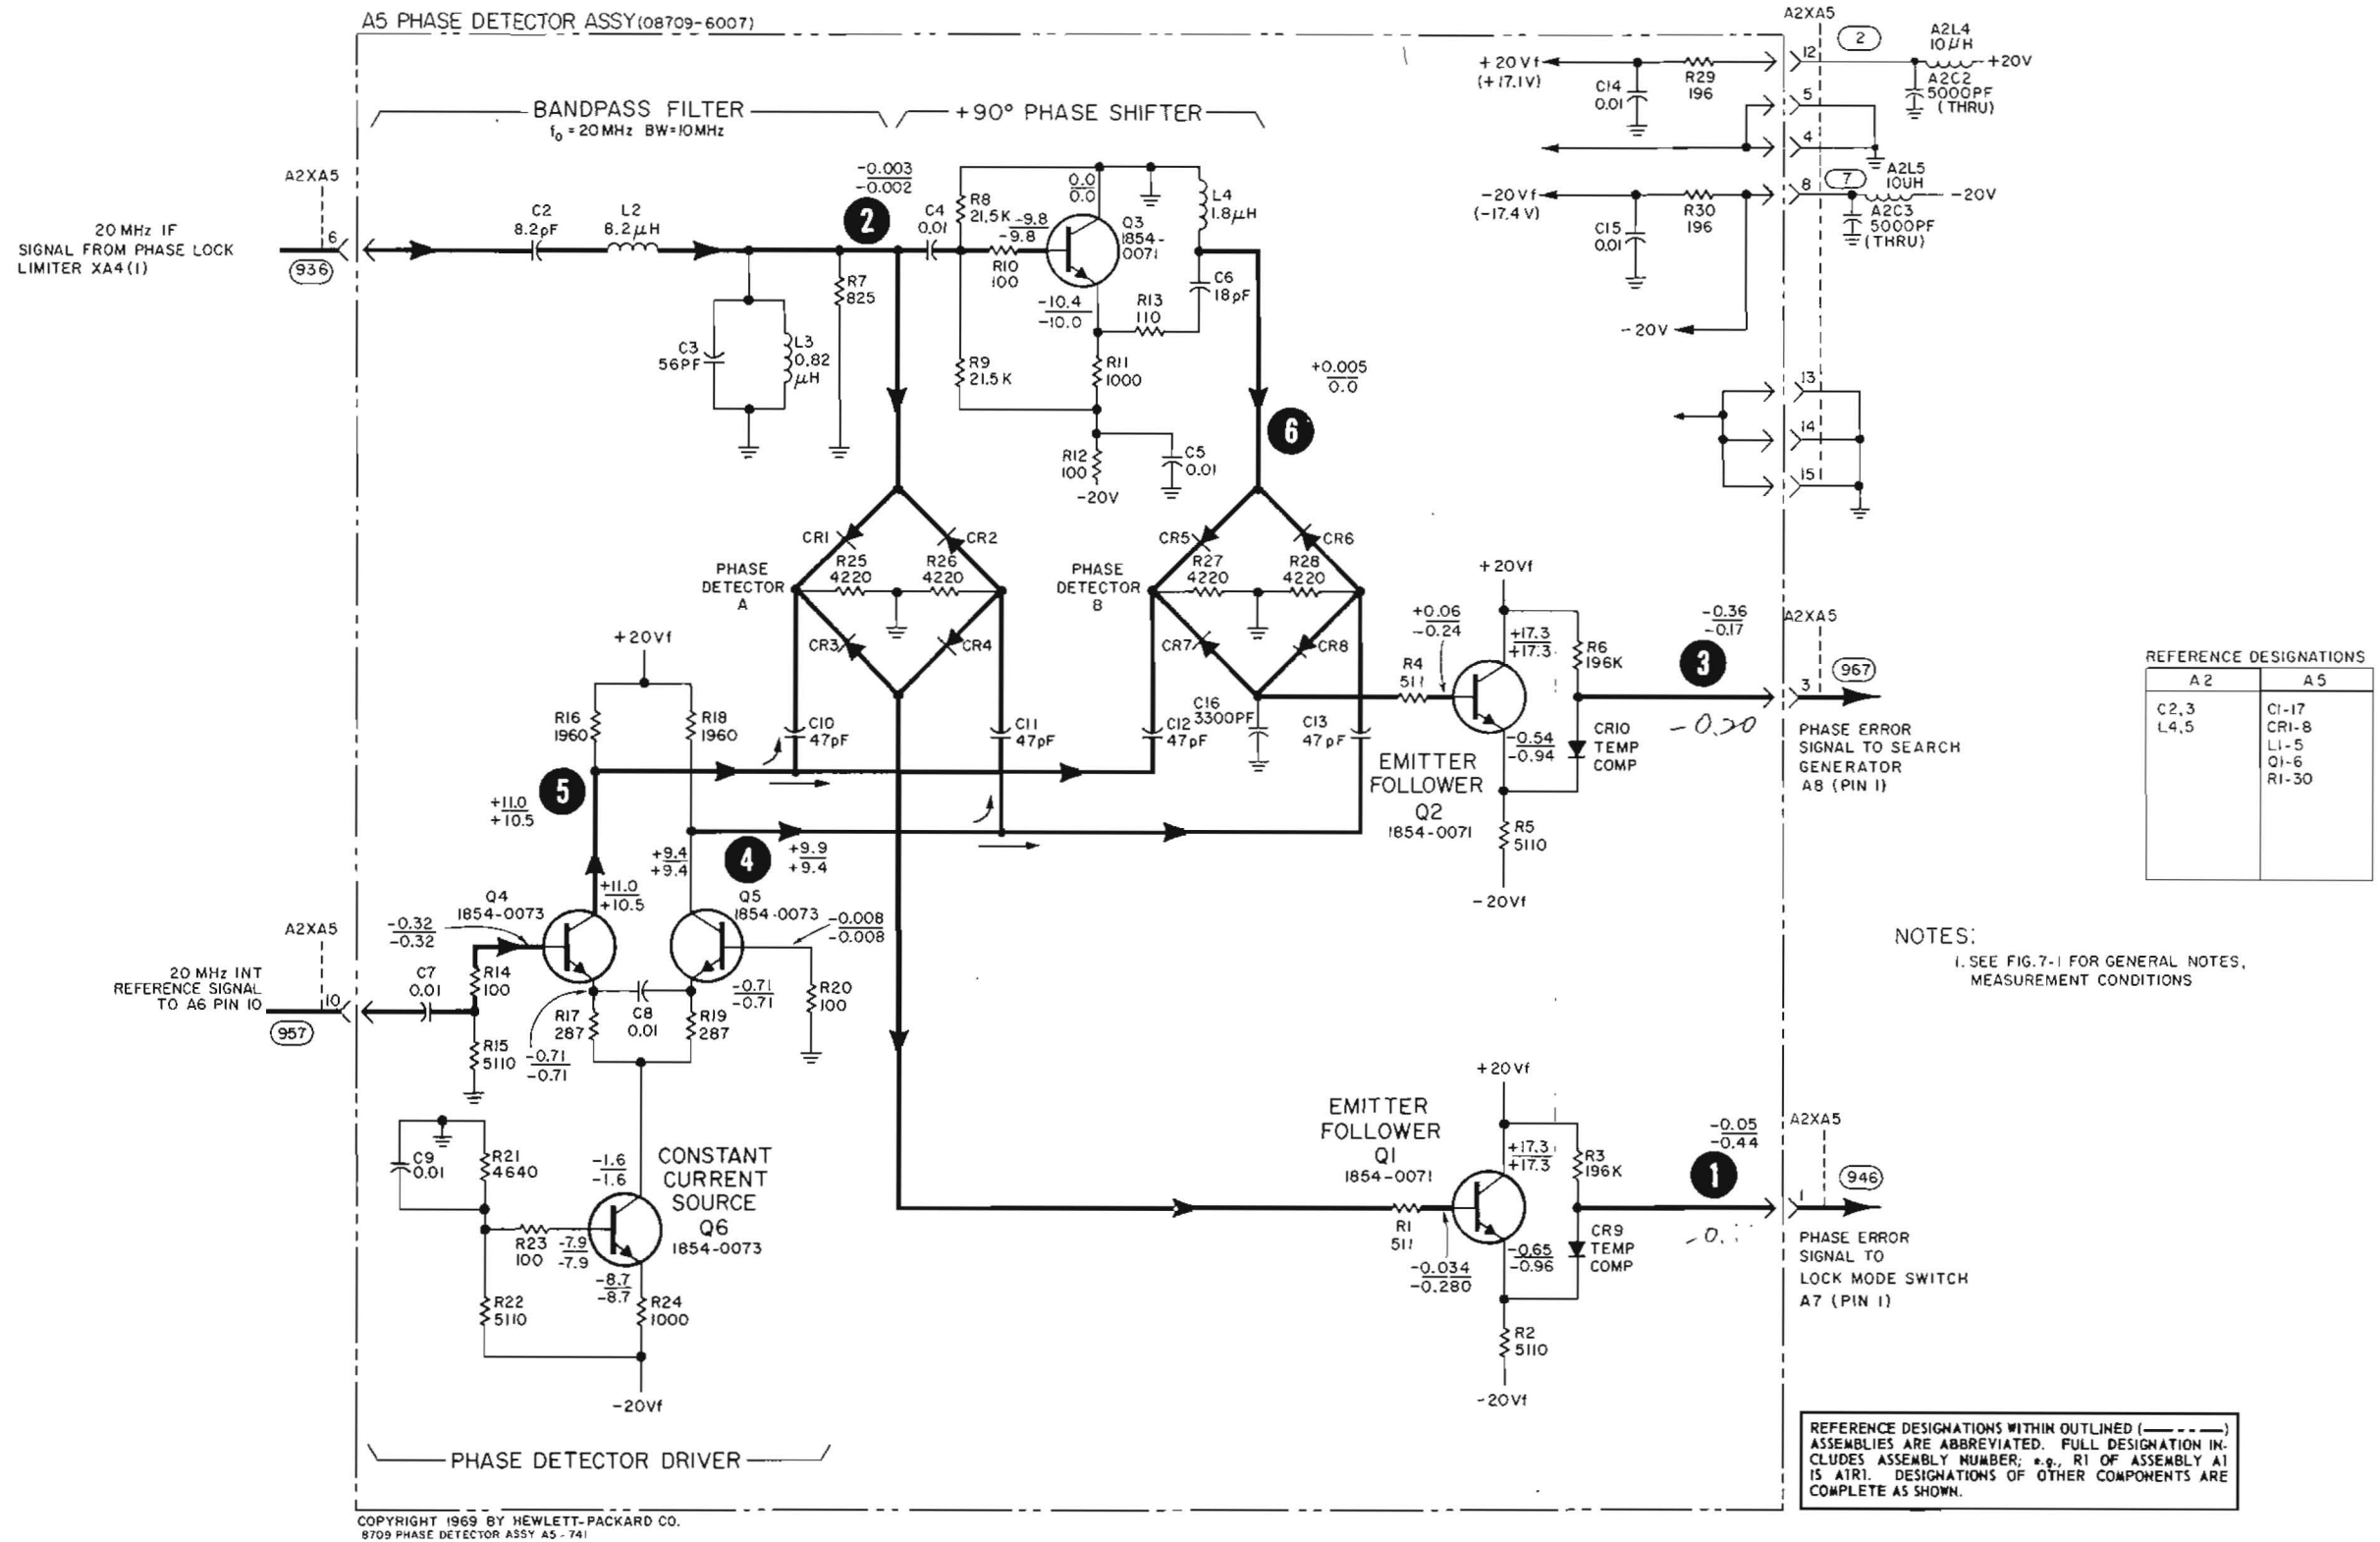 A5 PHASE DETECTOR ASSY (08709-6007)
BANDPASS FILTER
fo = 20 MHz BW=10MHz
+90° PHASE SHIFTER
A2XA5
20 MHz IF
SIGNAL FROM PHASE LOCK
LIMITER XA4(1)
6
936
C2
8.2pF
L2
8.2μH
-0.003
-0.002
2
C4
0.01
R8
21.5K
-9.8
-9.8
R10
100
0.0
0.0
Q3
1854-
0071
L4
1.8μH
C6
18pF
-10.4
-10.0
R13
110
R7
825
C3
56PF
L3
0.82
μH
R9
21.5K
R11
1000
R12
100
-20V
C5
0.01
+0.005
0.0
6
+20Vf
(+17.1V)
C14
0.01
R29
196
A2XA5
12
2
A2L4
10μH
+20V
A2C2
5000PF
(THRU)
5
4
-20Vf
(-17.4V)
C15
0.01
R30
196
8
7
A2L5
10UH
-20V
A2C3
5000PF
(THRU)
-20V
13
14
15
CR1
CR2
R25
4220
R26
4220
PHASE
DETECTOR
A
CR3
CR4
CR5
CR6
R27
4220
R28
4220
PHASE
DETECTOR
B
CR7
CR8
+20Vf
R16
1960
R18
1960
C10
47pF
C11
47pF
C12
47pF
C16
3300PF
C13
47pF
+0.06
-0.24
R4
511
+20Vf
+17.3
+17.3
R6
196K
-0.54
-0.94
CR10
TEMP
COMP
EMITTER
FOLLOWER
Q2
1854-0071
R5
5110
-20Vf
-0.36
-0.17
3
-0.20
A2XA5
3
967
PHASE ERROR
SIGNAL TO SEARCH
GENERATOR
A8 (PIN 1)
REFERENCE DESIGNATIONS
A2 A5
C2,3 C1-17
L4,5 CR1-8
L1-5
Q1-6
R1-30
5
+11.0
+10.5
+9.4
+9.4
4
+9.9
+9.4
Q4
1854-0073
+11.0
+10.5
Q5
1854-0073
-0.008
-0.008
-0.32
-0.32
A2XA5
20 MHz INT
REFERENCE SIGNAL
TO A6 PIN 10
10
957
C7
0.01
R14
100
R15
5110
-0.71
-0.71
R17
287
C8
0.01
R19
287
-0.71
-0.71
R20
100
C9
0.01
R21
4640
-1.6
-1.6
CONSTANT
CURRENT
SOURCE
Q6
1854-0073
R23
100
-7.9
-7.9
-8.7
-8.7
R22
5110
R24
1000
-20Vf
PHASE DETECTOR DRIVER
NOTES:
1. SEE FIG.7-1 FOR GENERAL NOTES,
MEASUREMENT CONDITIONS
EMITTER
FOLLOWER
Q1
1854-0071
+20Vf
+17.3
+17.3
R3
196K
R1
511
-0.034
-0.280
-0.65
-0.96
CR9
TEMP
COMP
R2
5110
-20Vf
-0.05
-0.44
1
A2XA5
1
946
PHASE ERROR
SIGNAL TO
LOCK MODE SWITCH
A7 (PIN 1)
REFERENCE DESIGNATIONS WITHIN OUTLINED (—--—)
ASSEMBLIES ARE ABBREVIATED. FULL DESIGNATION IN-
CLUDES ASSEMBLY NUMBER; e.g., R1 OF ASSEMBLY A1
IS A1R1. DESIGNATIONS OF OTHER COMPONENTS ARE
COMPLETE AS SHOWN.
COPYRIGHT 1969 BY HEWLETT-PACKARD CO.
8709 PHASE DETECTOR ASSY A5 - 741